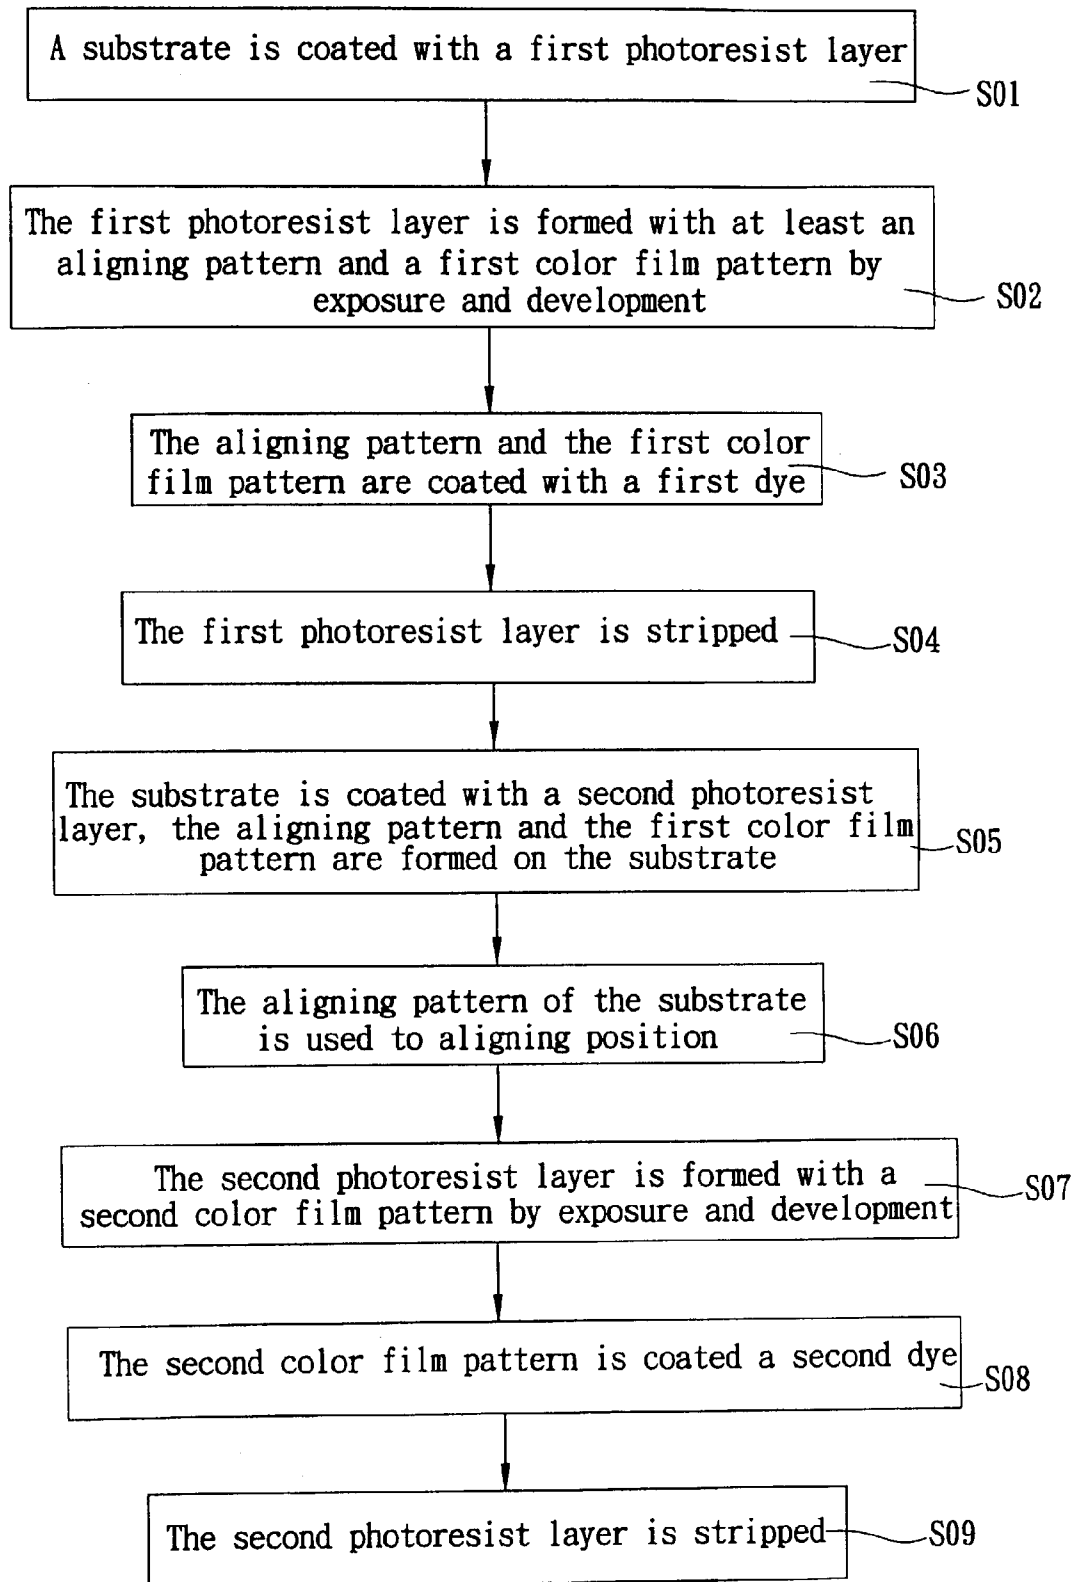 A substrate is coated with a first photoresist layer
S01
The first photoresist layer is formed with at least an
aligning pattern and a first color film pattern by
exposure and development
S02
The aligning pattern and the first color
film pattern are coated with a first dye
S03
The first photoresist layer is stripped
S04
The substrate is coated with a second photoresist
layer, the aligning pattern and the first color film
pattern are formed on the substrate
S05
The aligning pattern of the substrate
is used to aligning position
S06
The second photoresist layer is formed with a
second color film pattern by exposure and development
S07
The second color film pattern is coated a second dye
S08
The second photoresist layer is stripped
S09